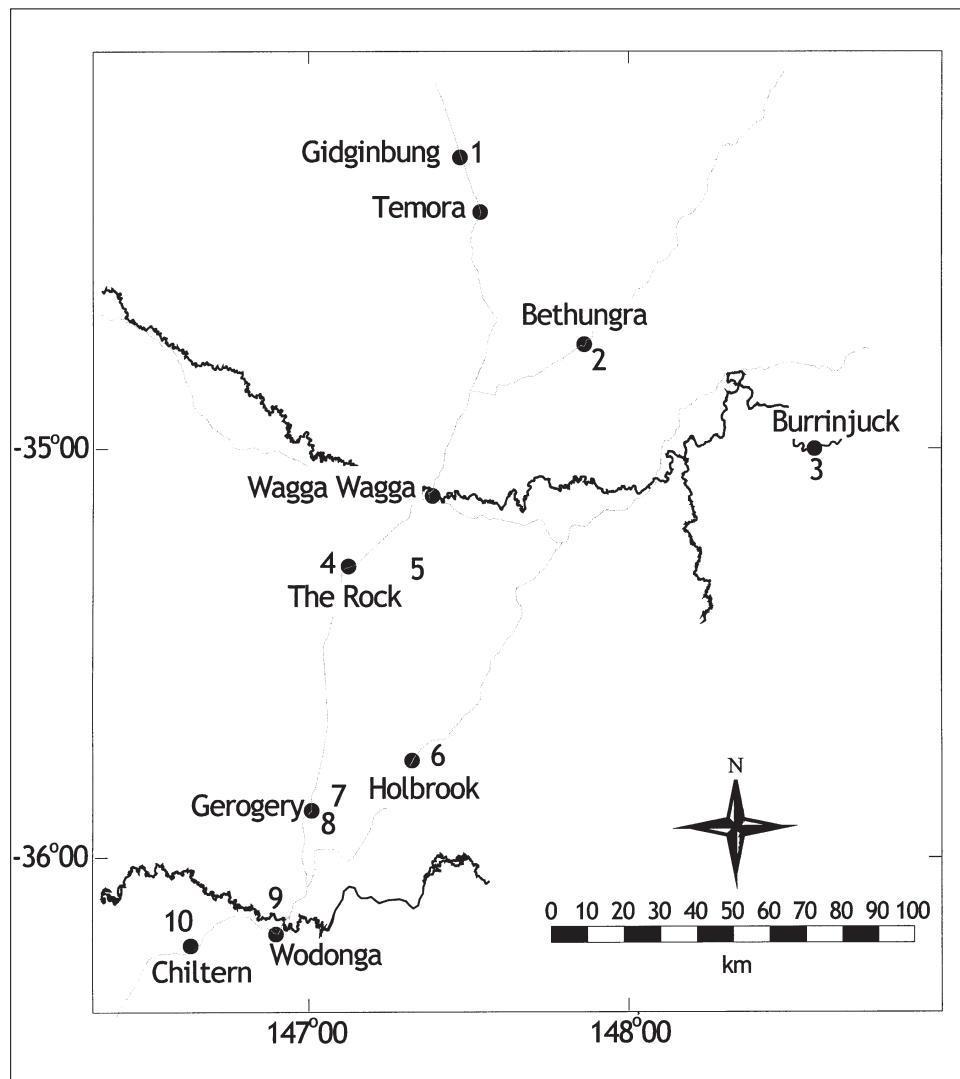 Gidginbung 1
Temora
Bethungra
2
Burrinjuck
-35°00
3
Wagga Wagga
4 5
The Rock
6
Holbrook
7
Gerogery
8
N
-36°00
9
10
0 10 20 30 40 50 60 70 80 90 100
Wodonga
km
Chiltern
147°00 148°00